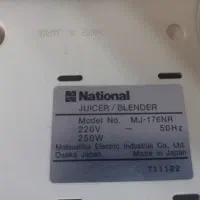 National
JUICER / BLENDER
Model No. MJ-176NR
220V ~ 50Hz
250W
Matsushita Electric Industrial Co., Ltd.
Osaka Japan Made in Japan